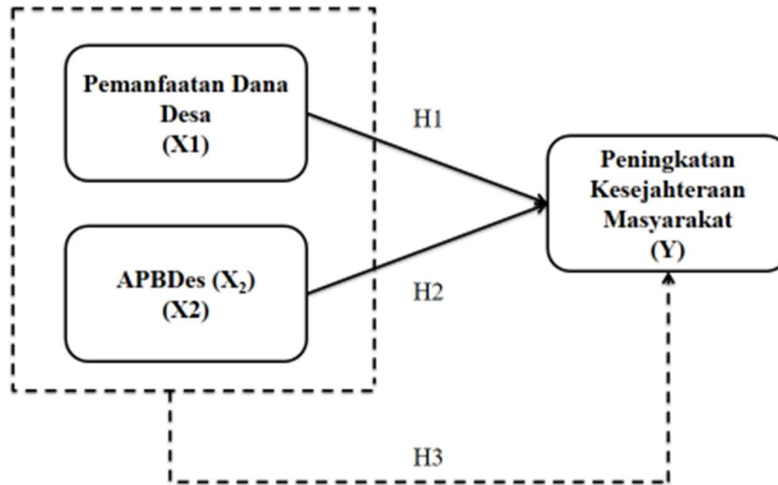 Pemanfaatan Dana
Desa
(X1)
H1
Peningkatan
Kesejahteraan
Masyarakat
(Y)
APBDes (X₂)
(X2)
H2
H3